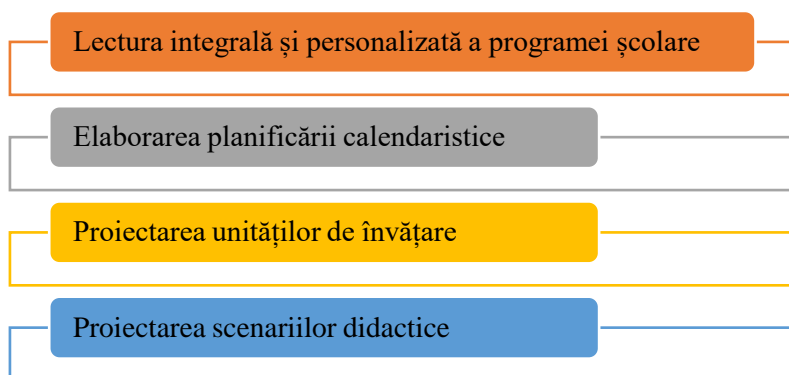 Lectura integrală și personalizată a programei școlare
Elaborarea planificării calendaristice
Proiectarea unităților de învățare
Proiectarea scenariilor didactice